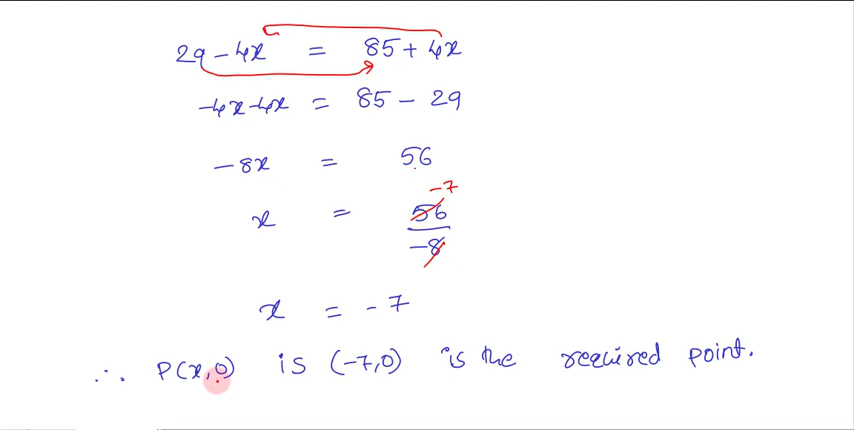 29 - 4x = 85 + 4x
-4x - 4x = 85 - 29
-8x = 56
-7
x = 56/-8
x = -7
∴ P(x,0) is (-7,0) is the required point.